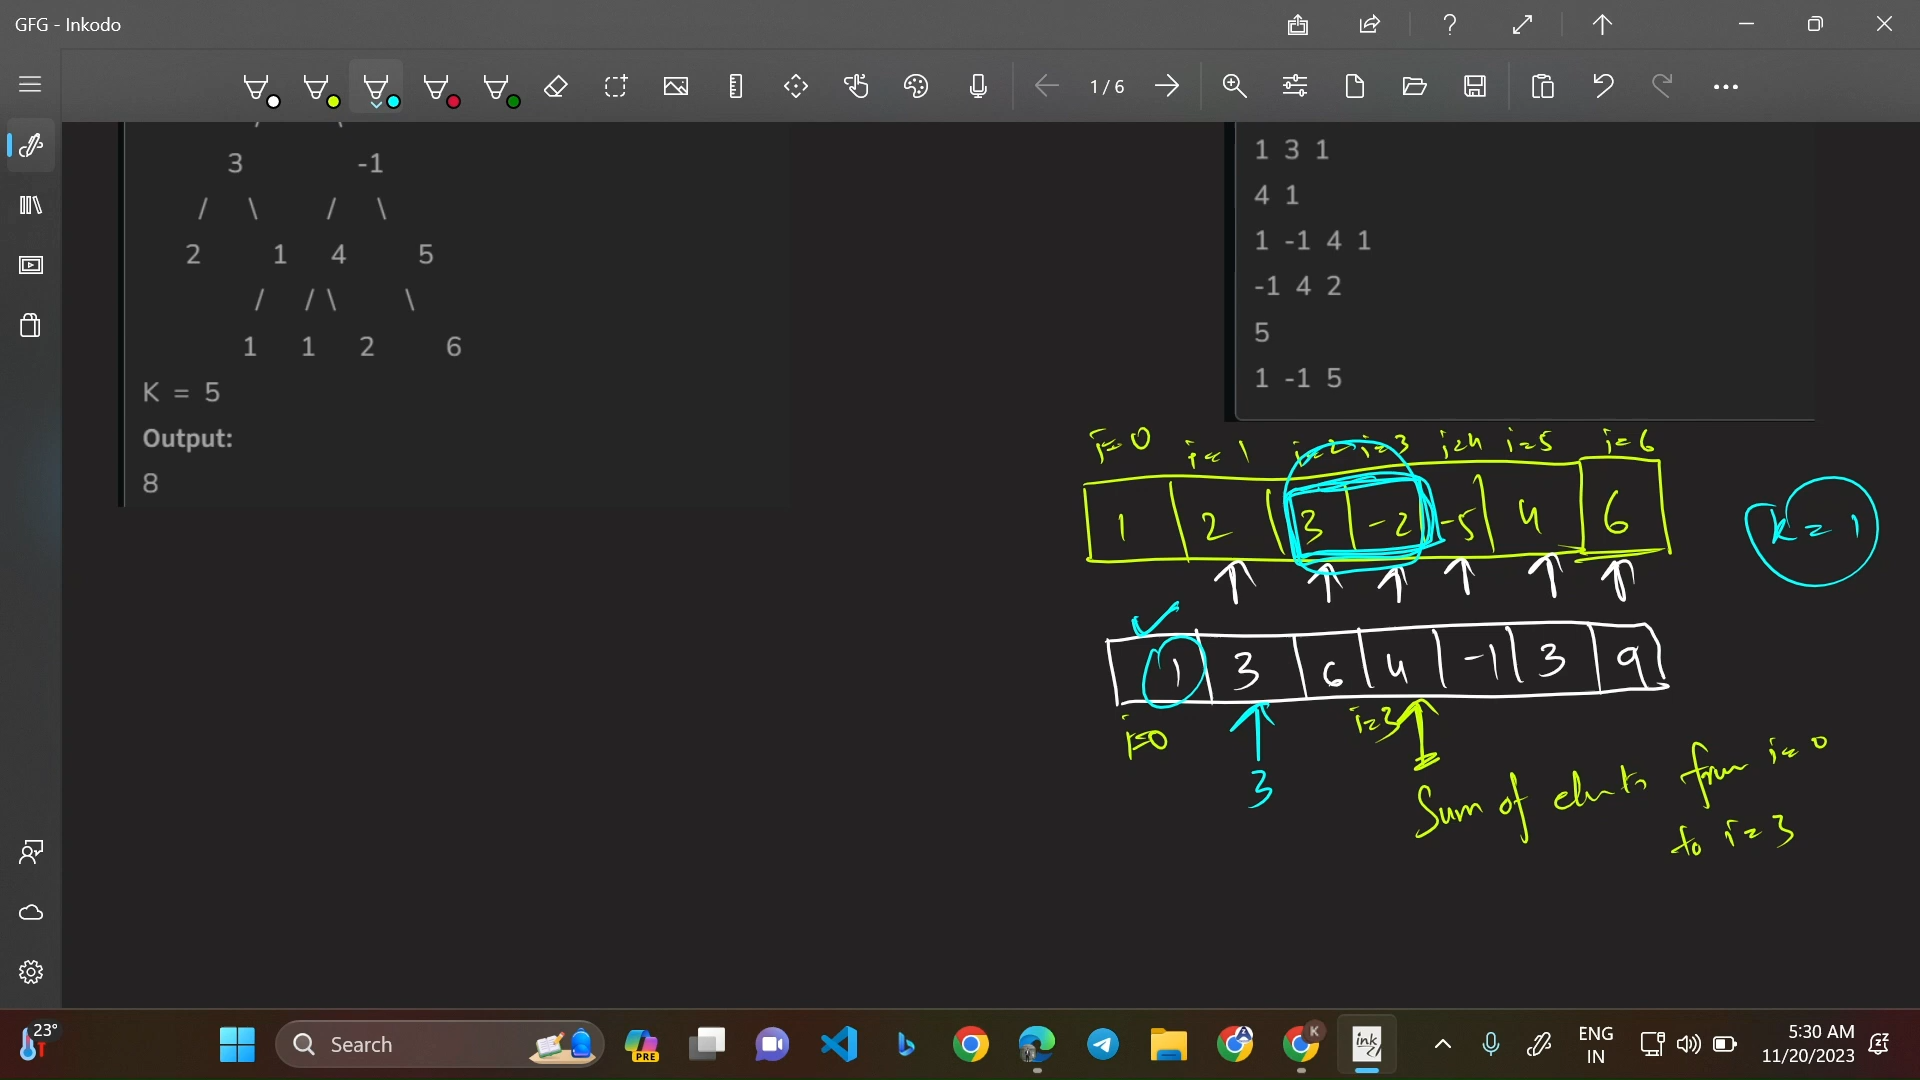 GFG - Inkodo
1 / 6
3 -1
/ \ / \
2 1 4 5
/ / \ \
1 1 2 6
K = 5
Output:
8
1 3 1
4 1
1 -1 4 1
-1 4 2
5
1 -1 5
i=0 i=1 i=2 i=3 i=4 i=5 i=6
1 2 3 -2 -5 4 6
k=1
1 3 6 4 -1 3 9
i=0 i=3
3
Sum of from i=0
to i=3
23°
Search
PRE
K
ink
ENG
IN
5:30 AM
11/20/2023